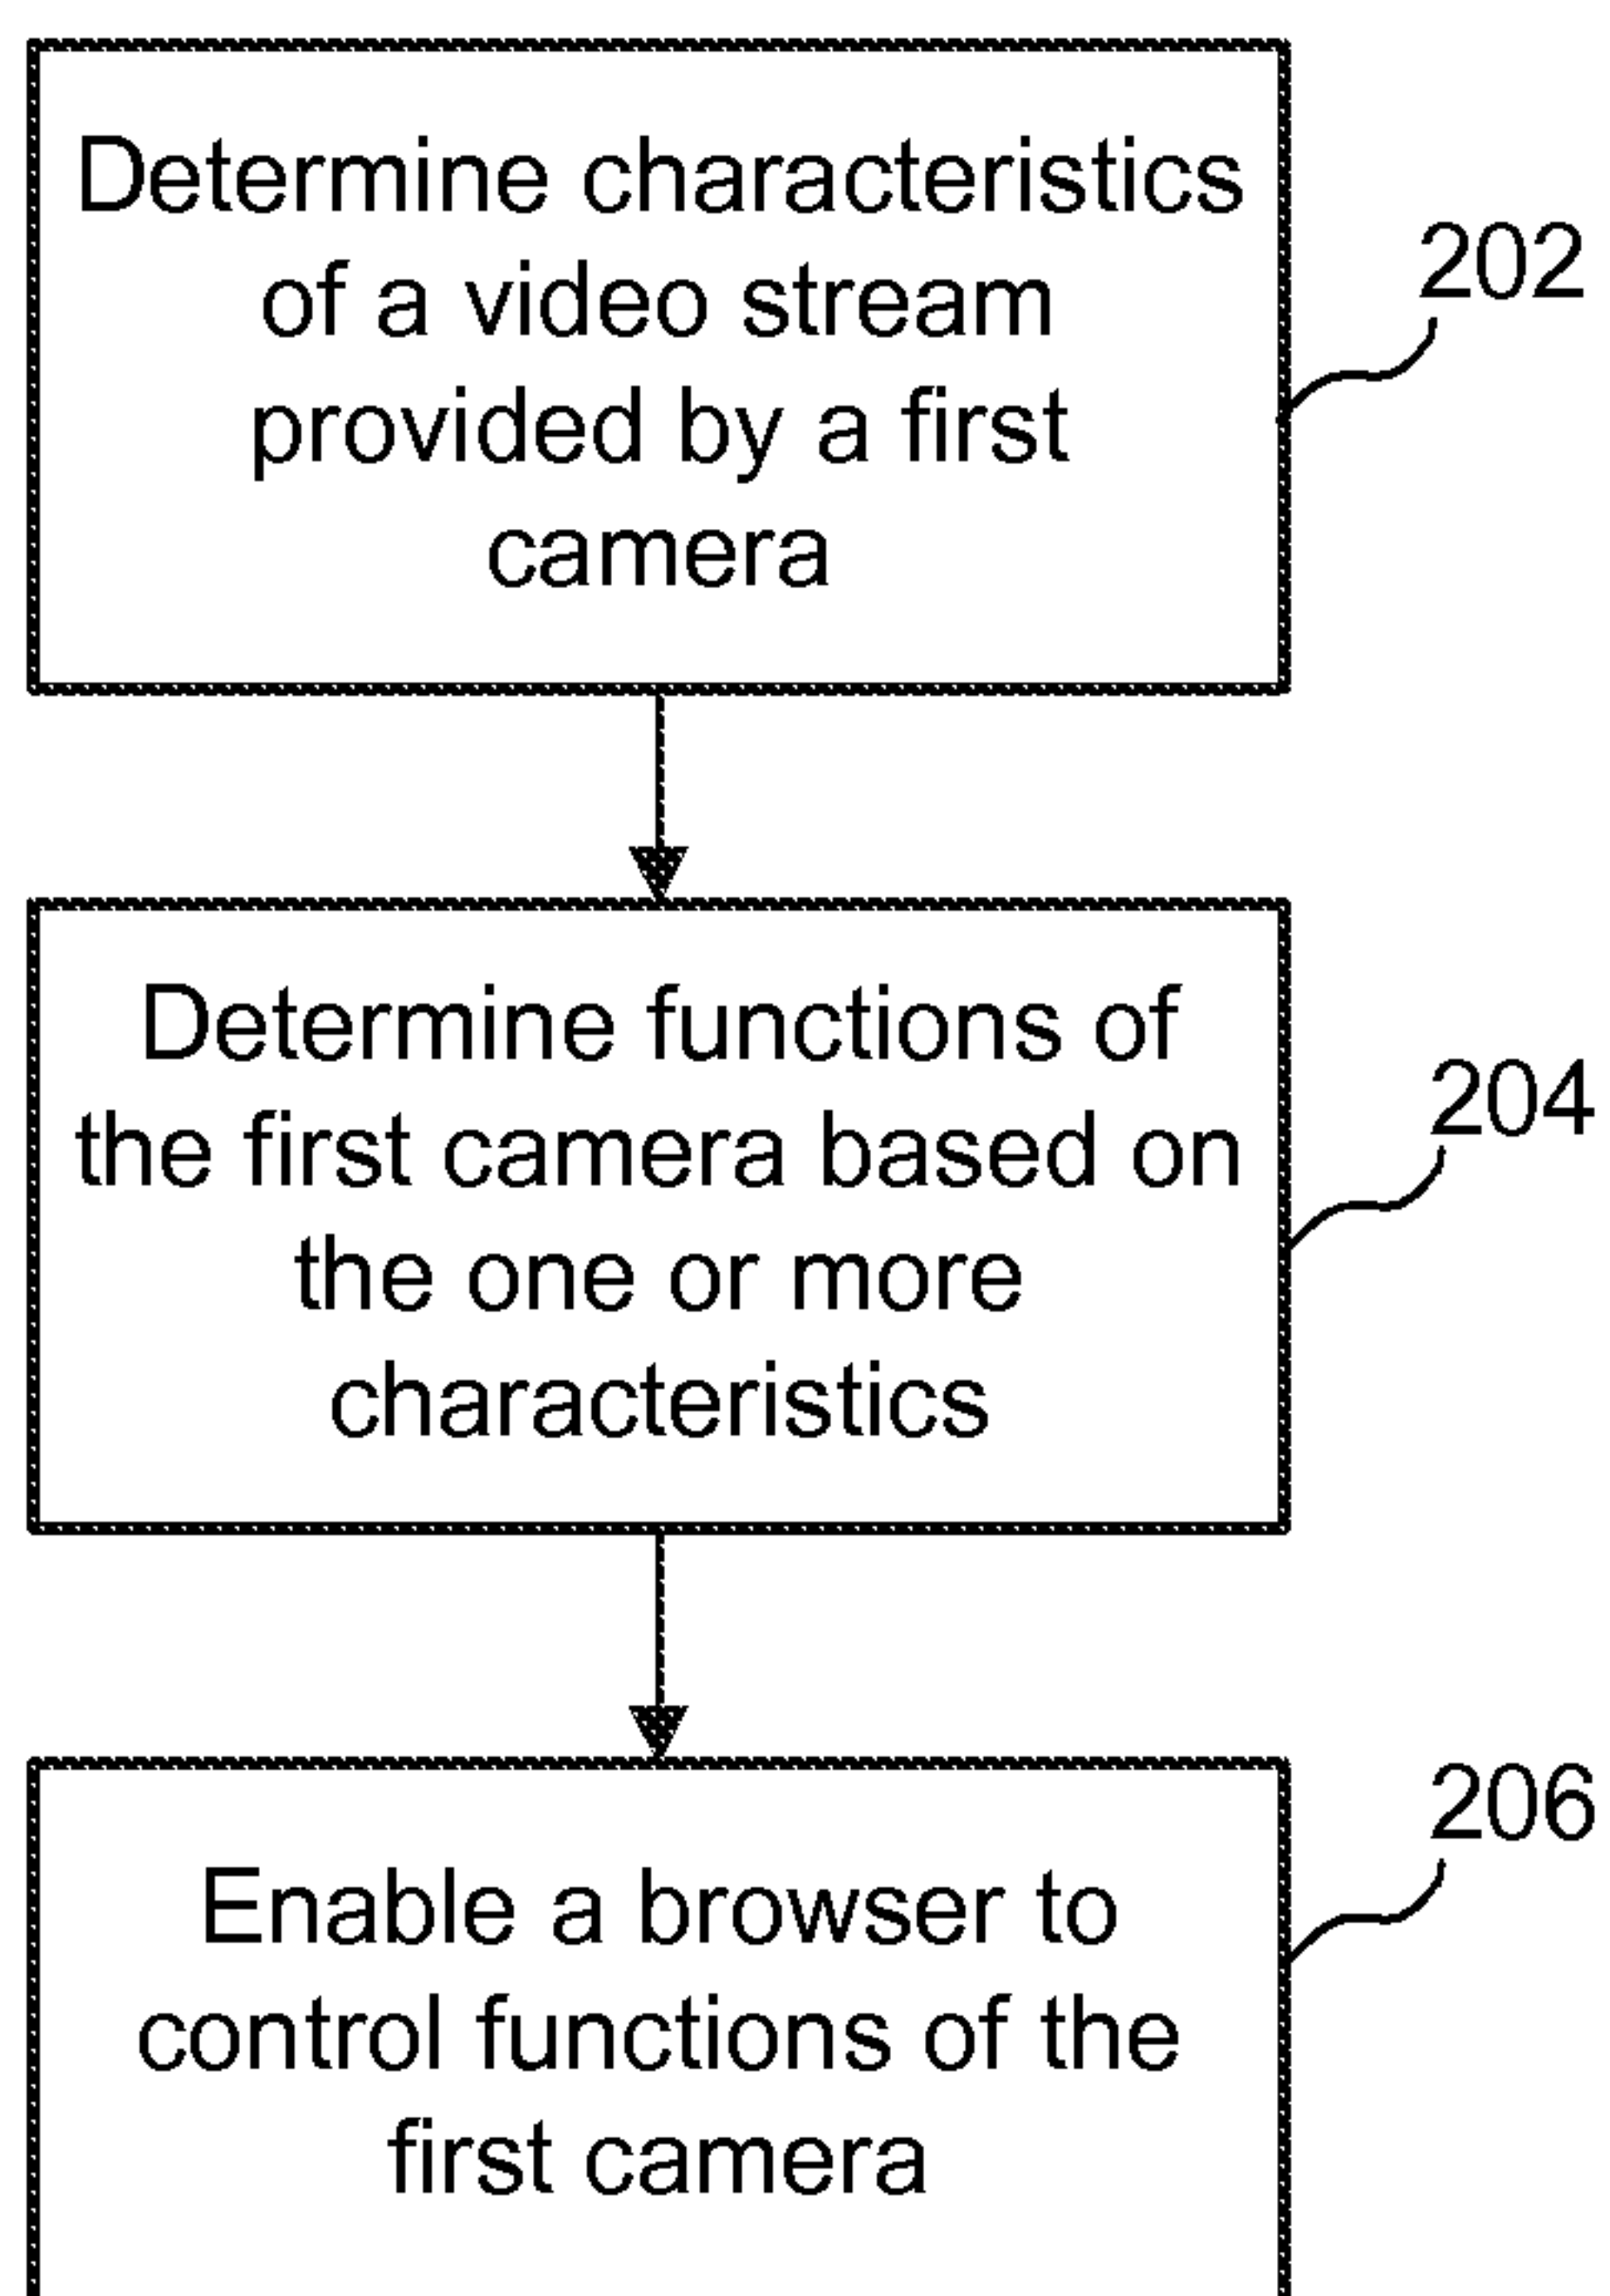 Determine characteristics
of a video stream
provided by a first
camera
202
Determine functions of
the first camera based on
the one or more
characteristics
204
Enable a browser to
control functions of the
first camera
206